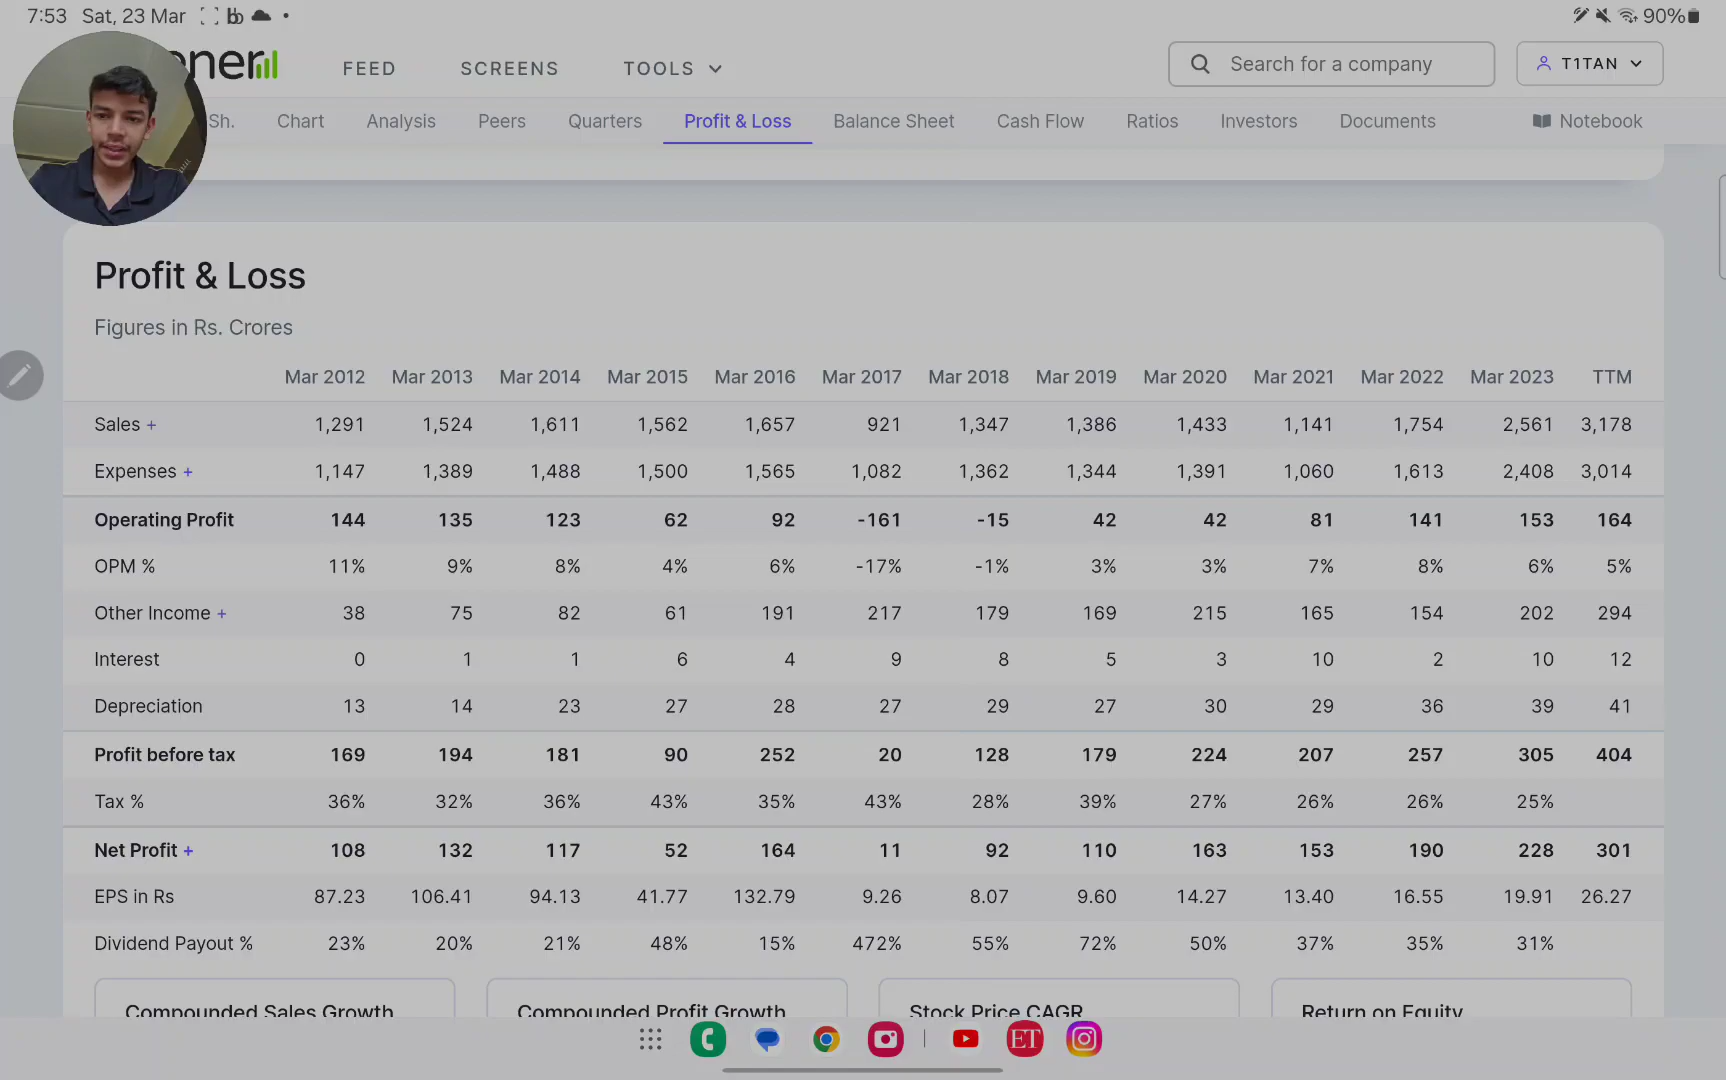 7:53 Sat, 23 Mar 90%
ener
FEED SCREENS TOOLS Search for a company T1TAN
Sh. Chart Analysis Peers Quarters Profit & Loss Balance Sheet Cash Flow Ratios Investors Documents Notebook
Profit & Loss
Figures in Rs. Crores
Mar 2012 Mar 2013 Mar 2014 Mar 2015 Mar 2016 Mar 2017 Mar 2018 Mar 2019 Mar 2020 Mar 2021 Mar 2022 Mar 2023 TTM
Sales + 1,291 1,524 1,611 1,562 1,657 921 1,347 1,386 1,433 1,141 1,754 2,561 3,178
Expenses + 1,147 1,389 1,488 1,500 1,565 1,082 1,362 1,344 1,391 1,060 1,613 2,408 3,014
Operating Profit 144 135 123 62 92 -161 -15 42 42 81 141 153 164
OPM % 11% 9% 8% 4% 6% -17% -1% 3% 3% 7% 8% 6% 5%
Other Income + 38 75 82 61 191 217 179 169 215 165 154 202 294
Interest 0 1 1 6 4 9 8 5 3 10 2 10 12
Depreciation 13 14 23 27 28 27 29 27 30 29 36 39 41
Profit before tax 169 194 181 90 252 20 128 179 224 207 257 305 404
Tax % 36% 32% 36% 43% 35% 43% 28% 39% 27% 26% 26% 25%
Net Profit + 108 132 117 52 164 11 92 110 163 153 190 228 301
EPS in Rs 87.23 106.41 94.13 41.77 132.79 9.26 8.07 9.60 14.27 13.40 16.55 19.91 26.27
Dividend Payout % 23% 20% 21% 48% 15% 472% 55% 72% 50% 37% 35% 31%
Compounded Sales Growth Compounded Profit Growth Stock Price CAGR Return on Equity
ET